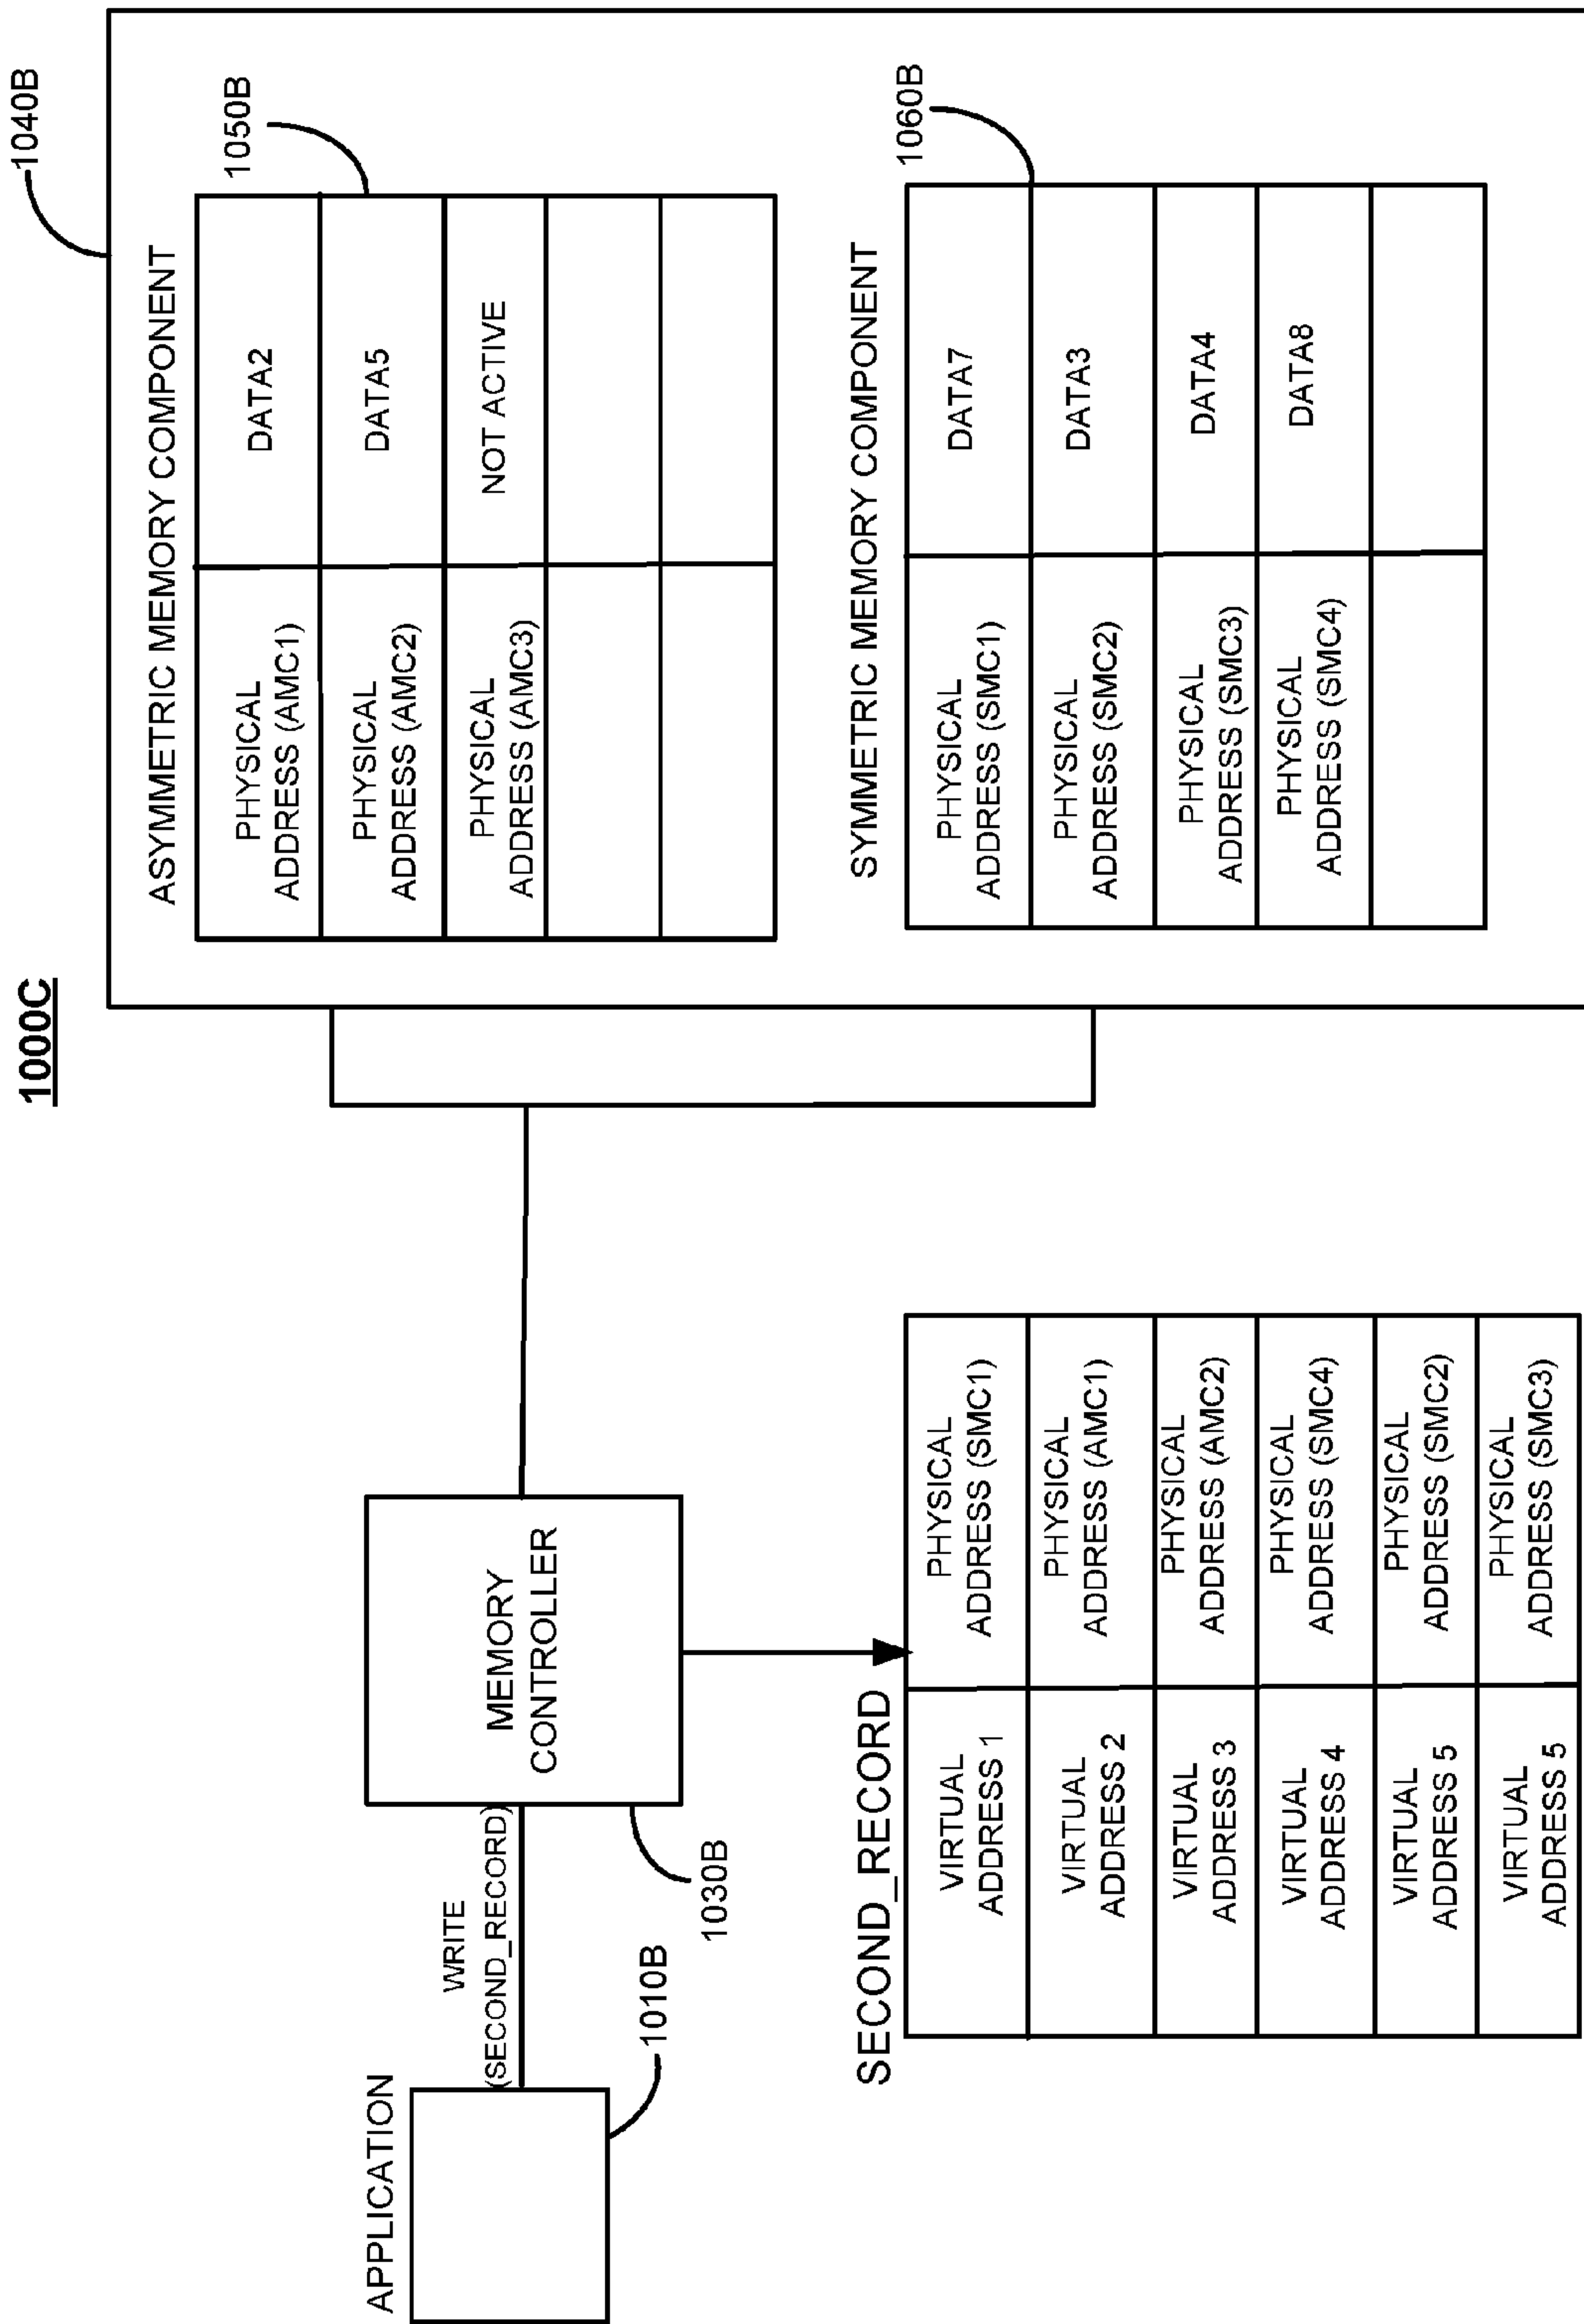 1000C
APPLICATION
1010B
WRITE
(SECOND_RECORD)
MEMORY
CONTROLLER
1030B
SECOND_RECORD
VIRTUAL
ADDRESS 1
PHYSICAL
ADDRESS (SMC1)
VIRTUAL
ADDRESS 2
PHYSICAL
ADDRESS (AMC1)
VIRTUAL
ADDRESS 3
PHYSICAL
ADDRESS (AMC2)
VIRTUAL
ADDRESS 4
PHYSICAL
ADDRESS (SMC4)
VIRTUAL
ADDRESS 5
PHYSICAL
ADDRESS (SMC2)
VIRTUAL
ADDRESS 5
PHYSICAL
ADDRESS (SMC3)
1040B
ASYMMETRIC MEMORY COMPONENT
1050B
PHYSICAL
ADDRESS (AMC1)
DATA2
PHYSICAL
ADDRESS (AMC2)
DATA5
PHYSICAL
ADDRESS (AMC3)
NOT ACTIVE
SYMMETRIC MEMORY COMPONENT
1060B
PHYSICAL
ADDRESS (SMC1)
DATA7
PHYSICAL
ADDRESS (SMC2)
DATA3
PHYSICAL
ADDRESS (SMC3)
DATA4
PHYSICAL
ADDRESS (SMC4)
DATA8